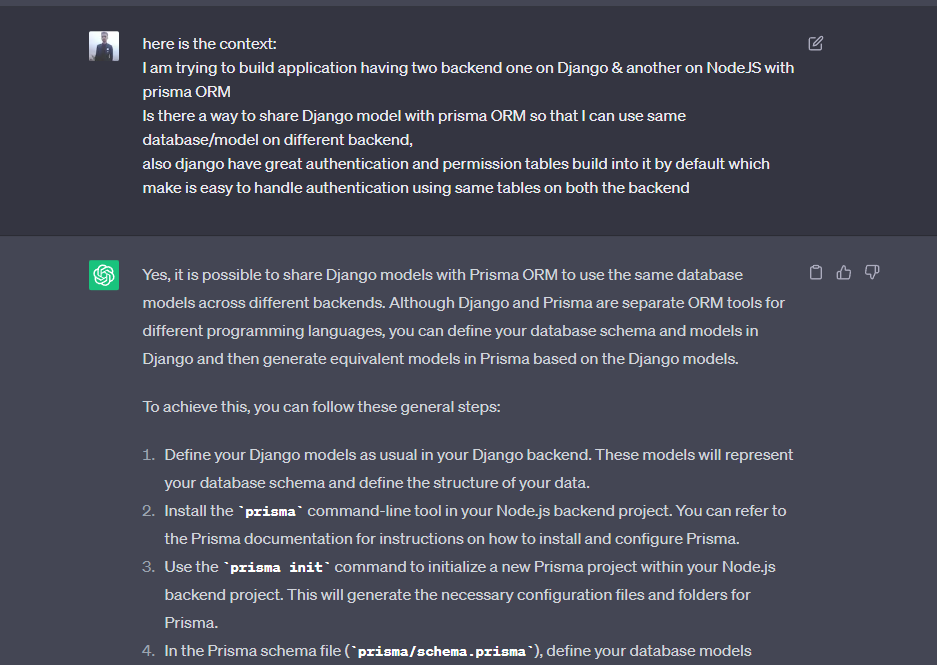 here is the context:
I am trying to build application having two backend one on Django & another on NodeJS with
prisma ORM
Is there a way to share Django model with prisma ORM so that I can use same
database/model on different backend,
also django have great authentication and permission tables build into it by default which
make is easy to handle authentication using same tables on both the backend
Yes, it is possible to share Django models with Prisma ORM to use the same database
models across different backends. Although Django and Prisma are separate ORM tools for
different programming languages, you can define your database schema and models in
Django and then generate equivalent models in Prisma based on the Django models.
To achieve this, you can follow these general steps:
1. Define your Django models as usual in your Django backend. These models will represent
your database schema and define the structure of your data.
2. Install the `prisma` command-line tool in your Node.js backend project. You can refer to
the Prisma documentation for instructions on how to install and configure Prisma.
3. Use the `prisma init` command to initialize a new Prisma project within your Node.js
backend project. This will generate the necessary configuration files and folders for
Prisma.
4. In the Prisma schema file (`prisma/schema.prisma`), define your database models